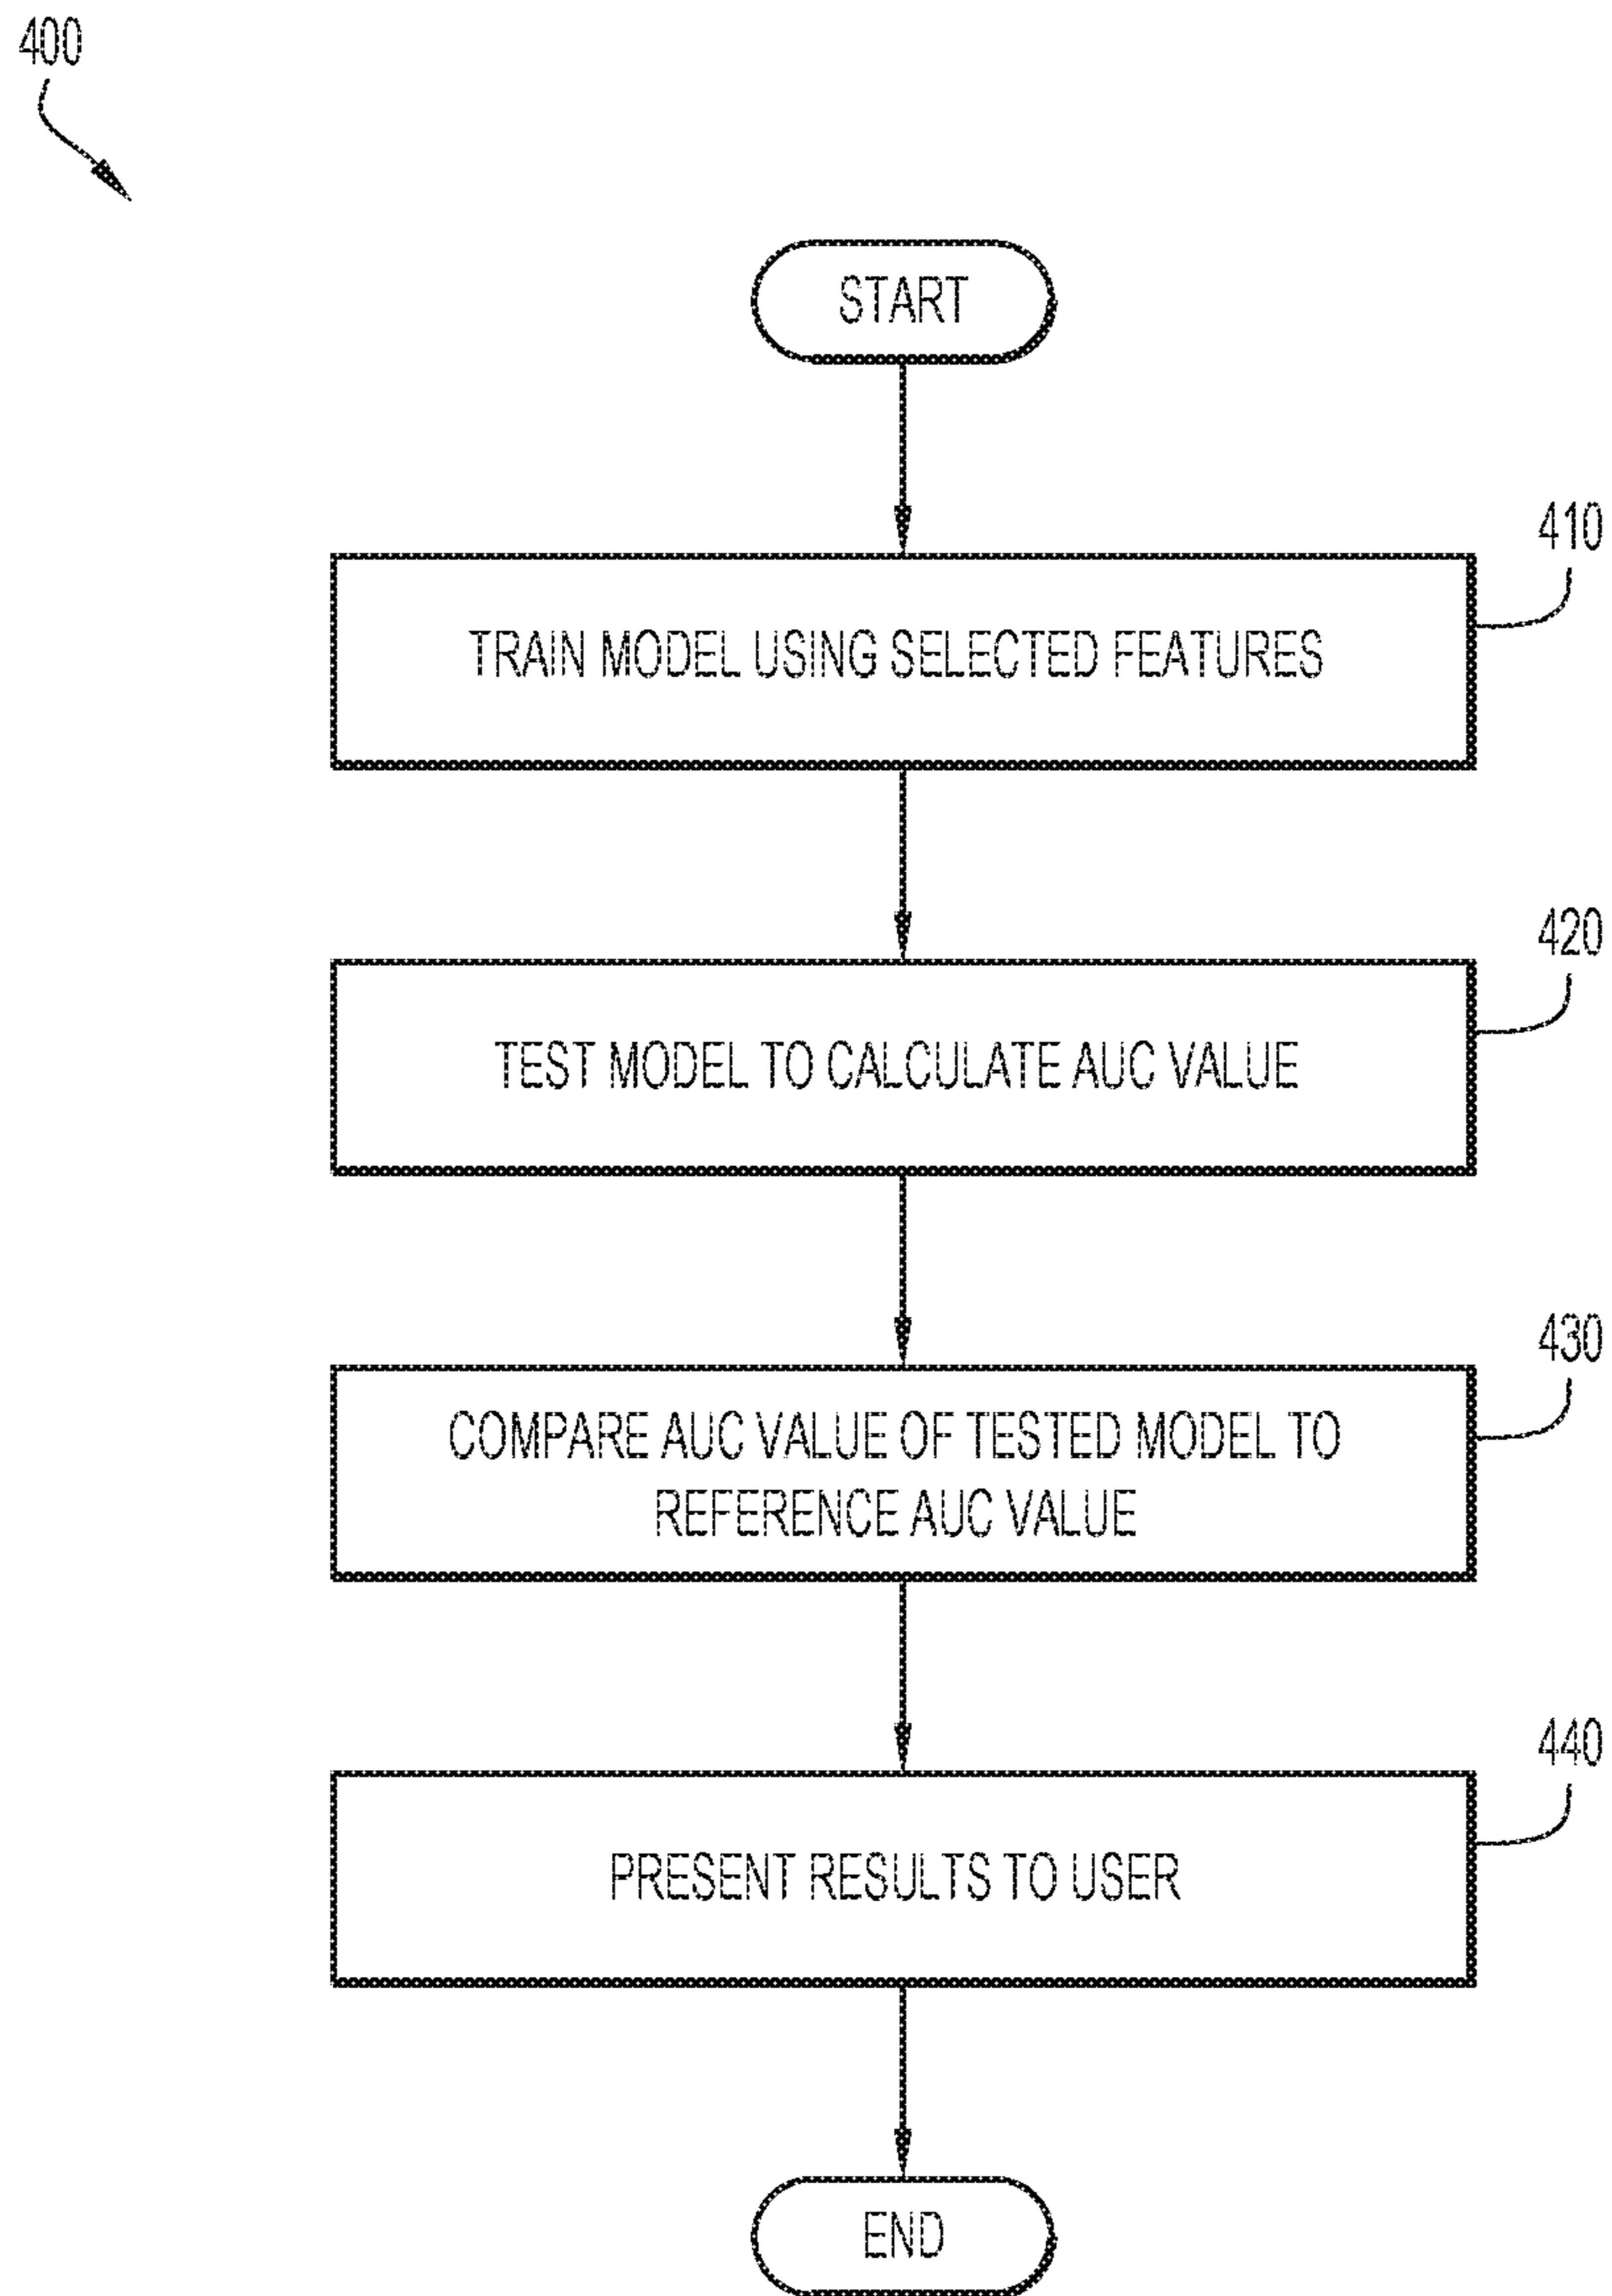 400
START
410
TRAIN MODEL USING SELECTED FEATURES
420
TEST MODEL TO CALCULATE AUC VALUE
430
COMPARE AUC VALUE OF TESTED MODEL TO
REFERENCE AUC VALUE
440
PRESENT RESULTS TO USER
END